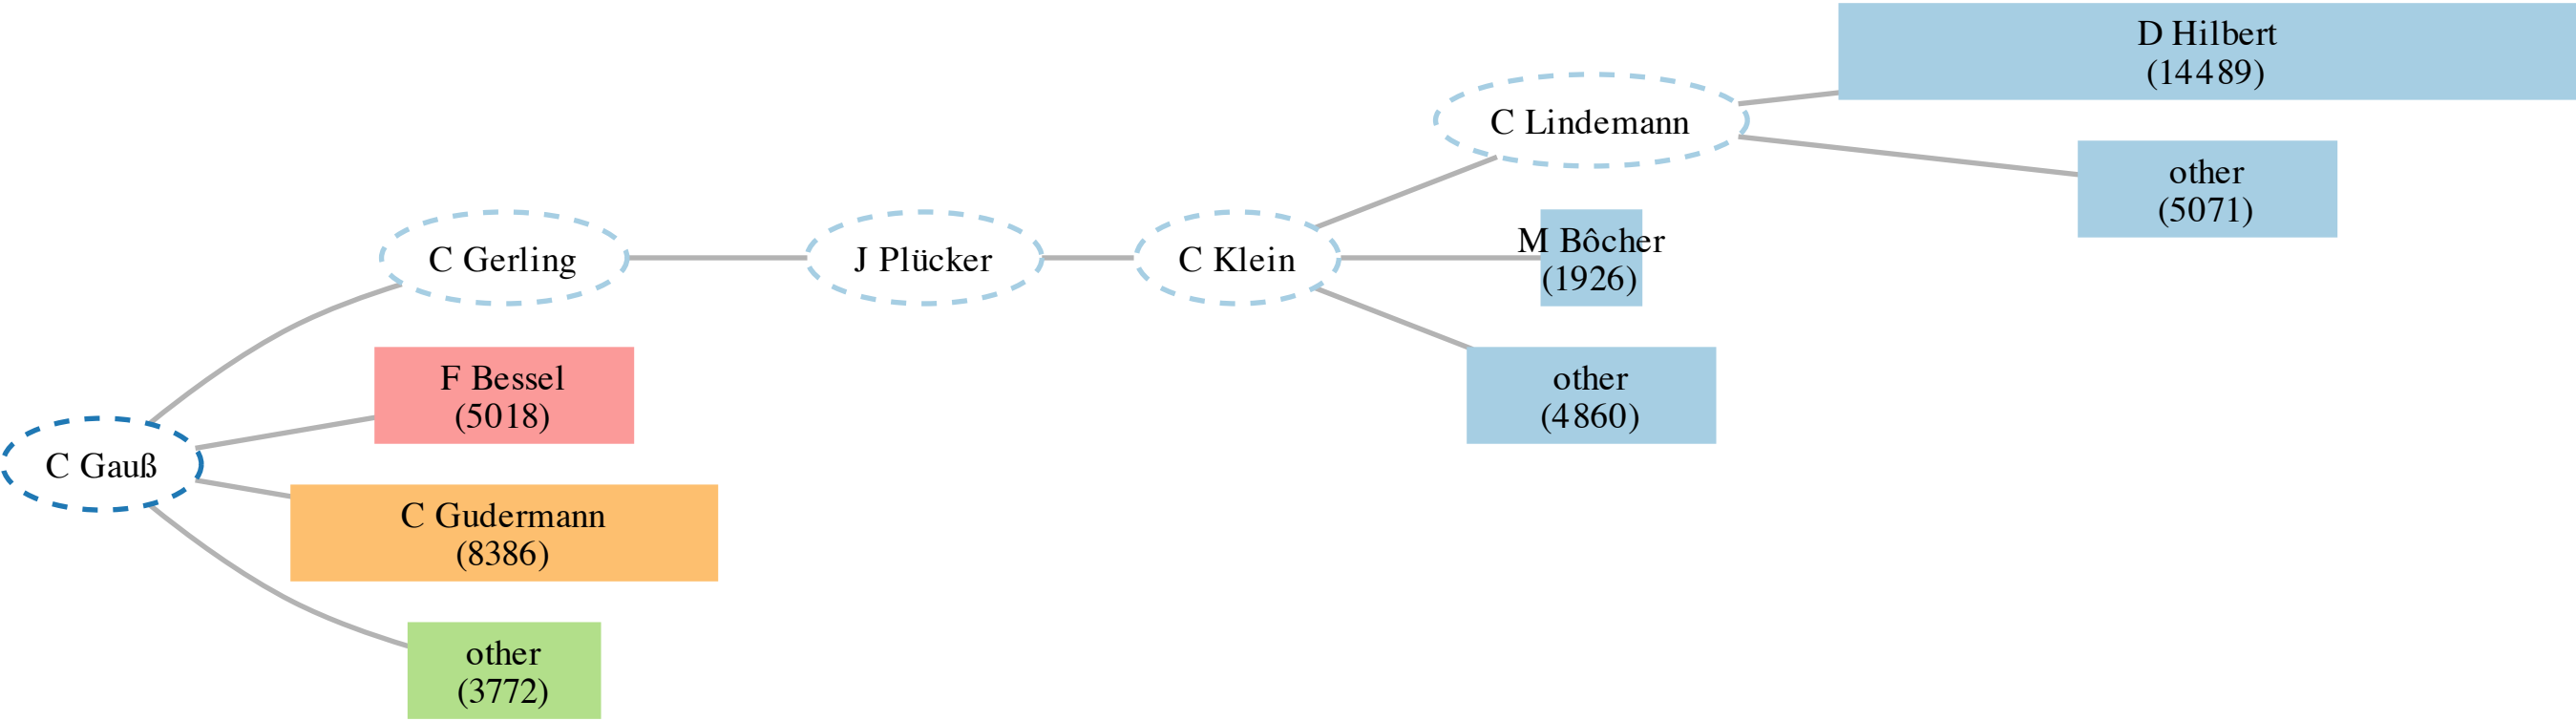 D Hilbert
(14489)
C Lindemann
other
(5071)
C Gerling
J Plücker
C Klein
M Bôcher
(1926)
F Bessel
(5018)
other
(4860)
C Gauß
C Gudermann
(8386)
other
(3772)